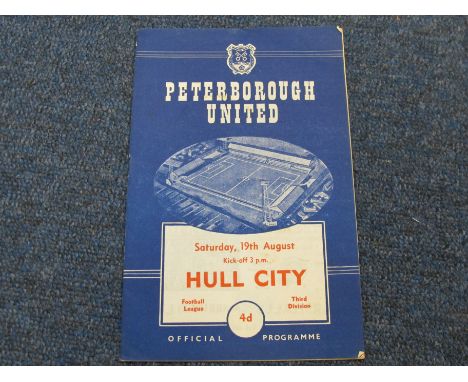 PETERBOROUGH
UNITED
Saturday, 19th August
Kick-off 3 p.m.
HULL CITY
Football
League
Third
Division
4d
OFFICIAL PROGRAMME